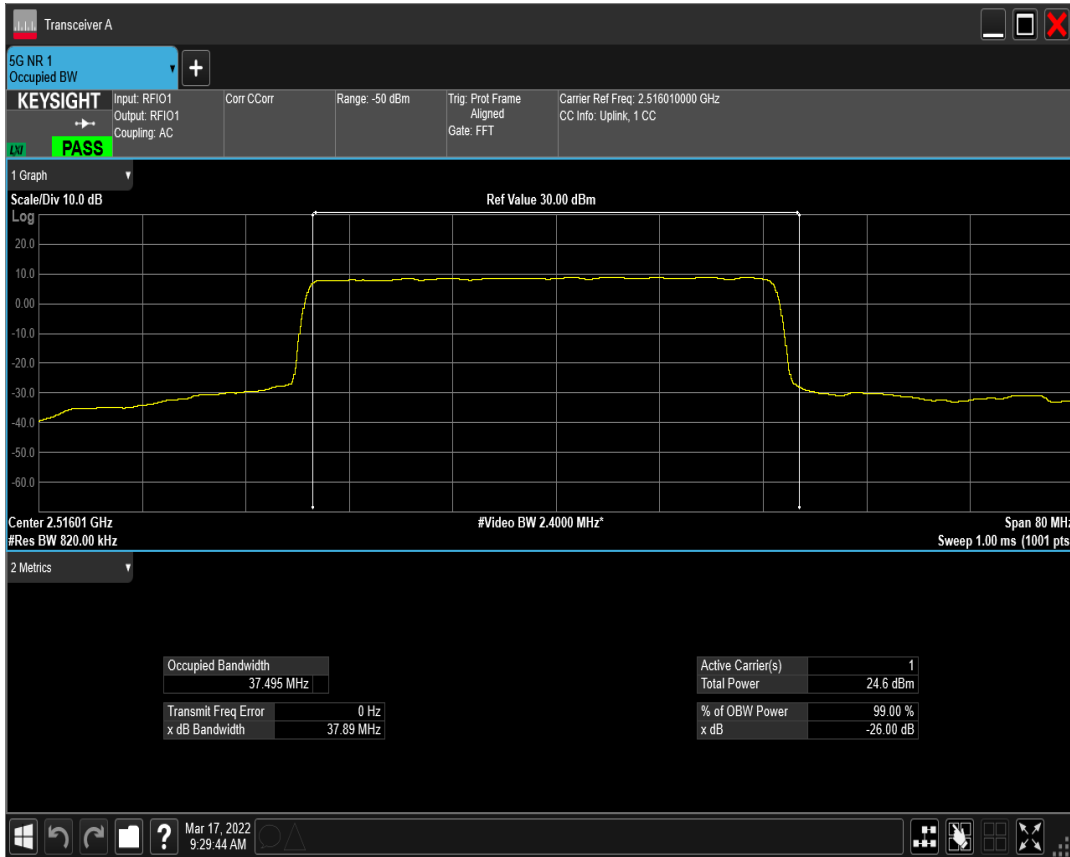 Transceiver A
5G NR 1
Occupied BW
KEYSIGHT
LXI
PASS
Input: RFIO1
Output: RFIO1
Coupling: AC
Corr CCorr
Range: -50 dBm
Trig: Prot Frame
Aligned
Gate: FFT
Carrier Ref Freq: 2.516010000 GHz
CC Info: Uplink, 1 CC
1 Graph
Scale/Div 10.0 dB
Ref Value 30.00 dBm
Log
20.0
10.0
0.00
-10.0
-20.0
-30.0
-40.0
-50.0
-60.0
Center 2.51601 GHz
#Video BW 2.4000 MHz*
Span 80 MHz
#Res BW 820.00 kHz
Sweep 1.00 ms (1001 pts
2 Metrics
Occupied Bandwidth
37.495 MHz
Transmit Freq Error 0 Hz
x dB Bandwidth 37.89 MHz
Active Carrier(s) 1
Total Power 24.6 dBm
% of OBW Power 99.00 %
x dB -26.00 dB
?
Mar 17, 2022
9:29:44 AM